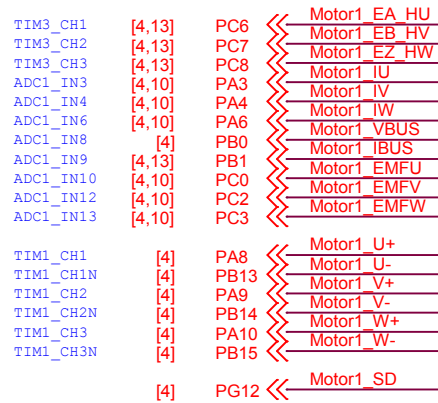 TIM3_CH1 [4,13] PC6 Motor1_EA_HU
TIM3_CH2 [4,13] PC7 Motor1_EB_HV
TIM3_CH3 [4,13] PC8 Motor1_EZ_HW
ADC1_IN3 [4,10] PA3 Motor1_IU
ADC1_IN4 [4,10] PA4 Motor1_IV
ADC1_IN6 [4,10] PA6 Motor1_IW
ADC1_IN8 [4] PB0 Motor1_VBUS
ADC1_IN9 [4,13] PB1 Motor1_IBUS
ADC1_IN10 [4,10] PC0 Motor1_EMFU
ADC1_IN12 [4,10] PC2 Motor1_EMFV
ADC1_IN13 [4,10] PC3 Motor1_EMFW
TIM1_CH1 [4] PA8 Motor1_U+
TIM1_CH1N [4] PB13 Motor1_U-
TIM1_CH2 [4] PA9 Motor1_V+
TIM1_CH2N [4] PB14 Motor1_V-
TIM1_CH3 [4] PA10 Motor1_W+
TIM1_CH3N [4] PB15 Motor1_W-
[4] PG12 Motor1_SD